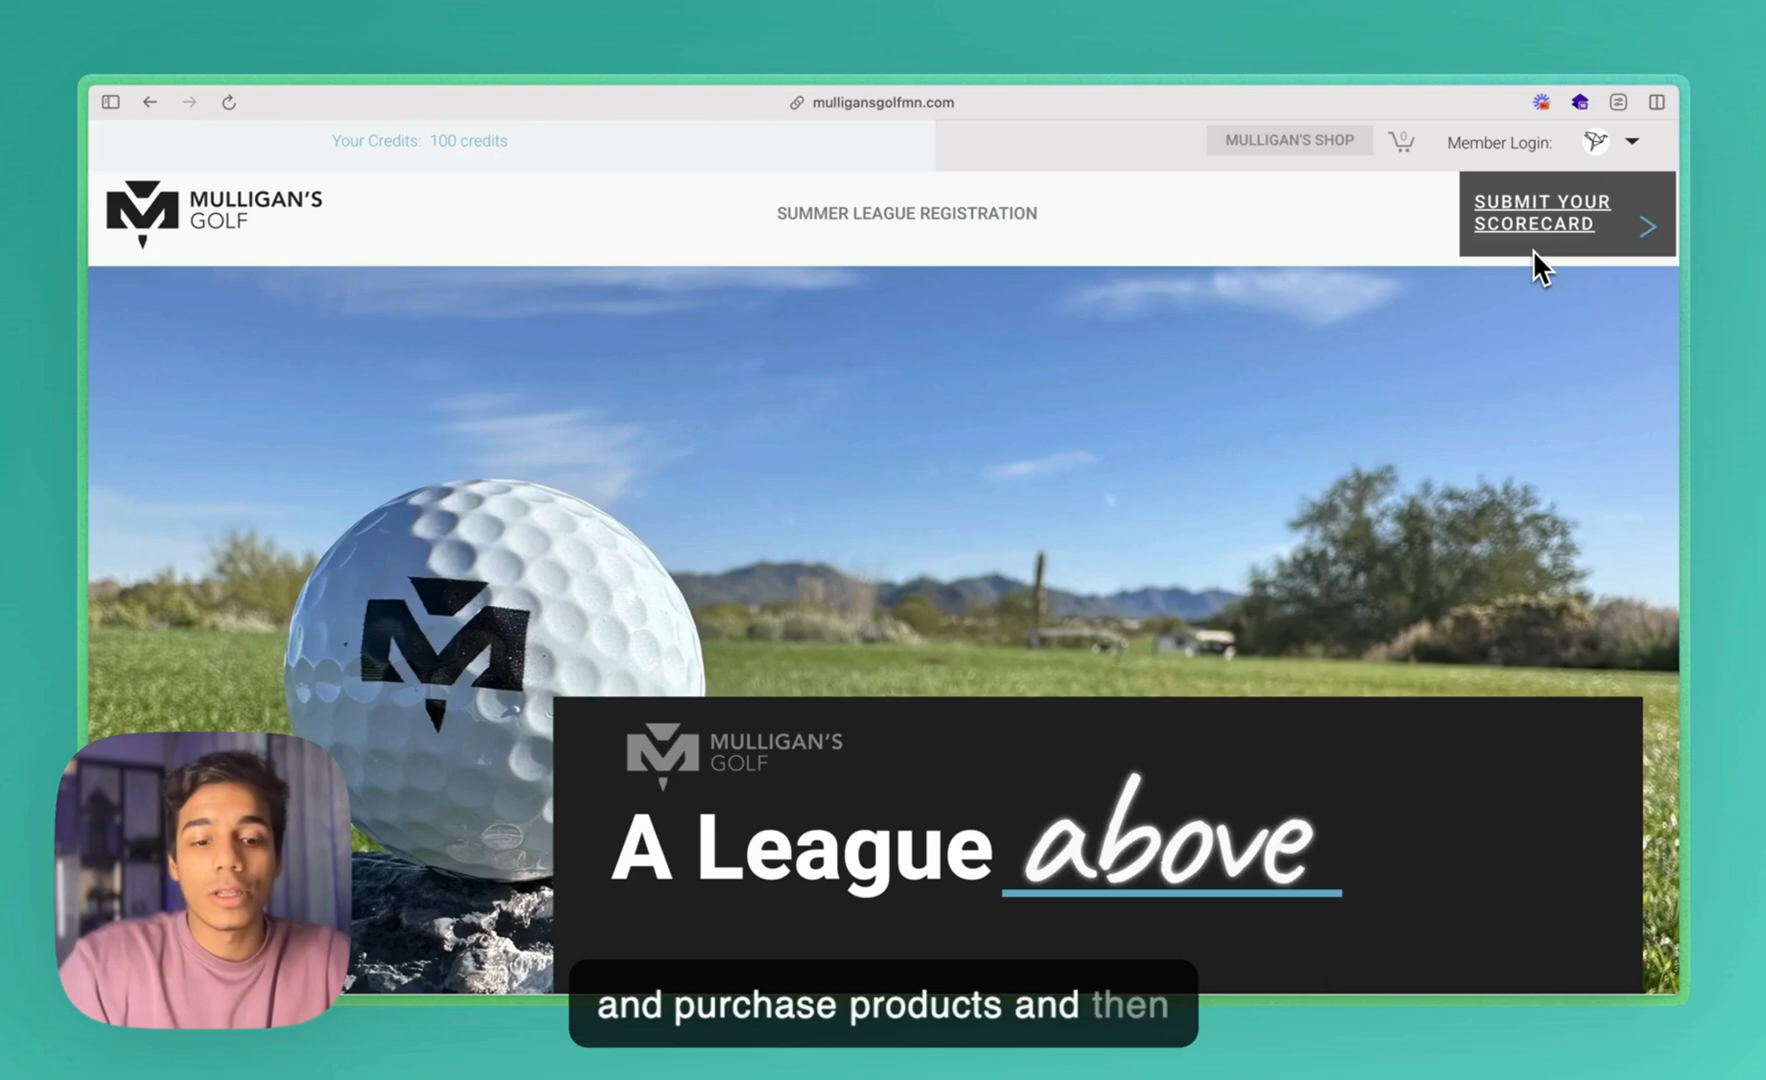 mulligansgolfmn.com
Your Credits: 100 credits
MULLIGAN'S SHOP
0
Member Login:
MULLIGAN'S
GOLF
SUMMER LEAGUE REGISTRATION
SUBMIT YOUR
SCORECARD
MULLIGAN'S
GOLF
A League above
and purchase products and then